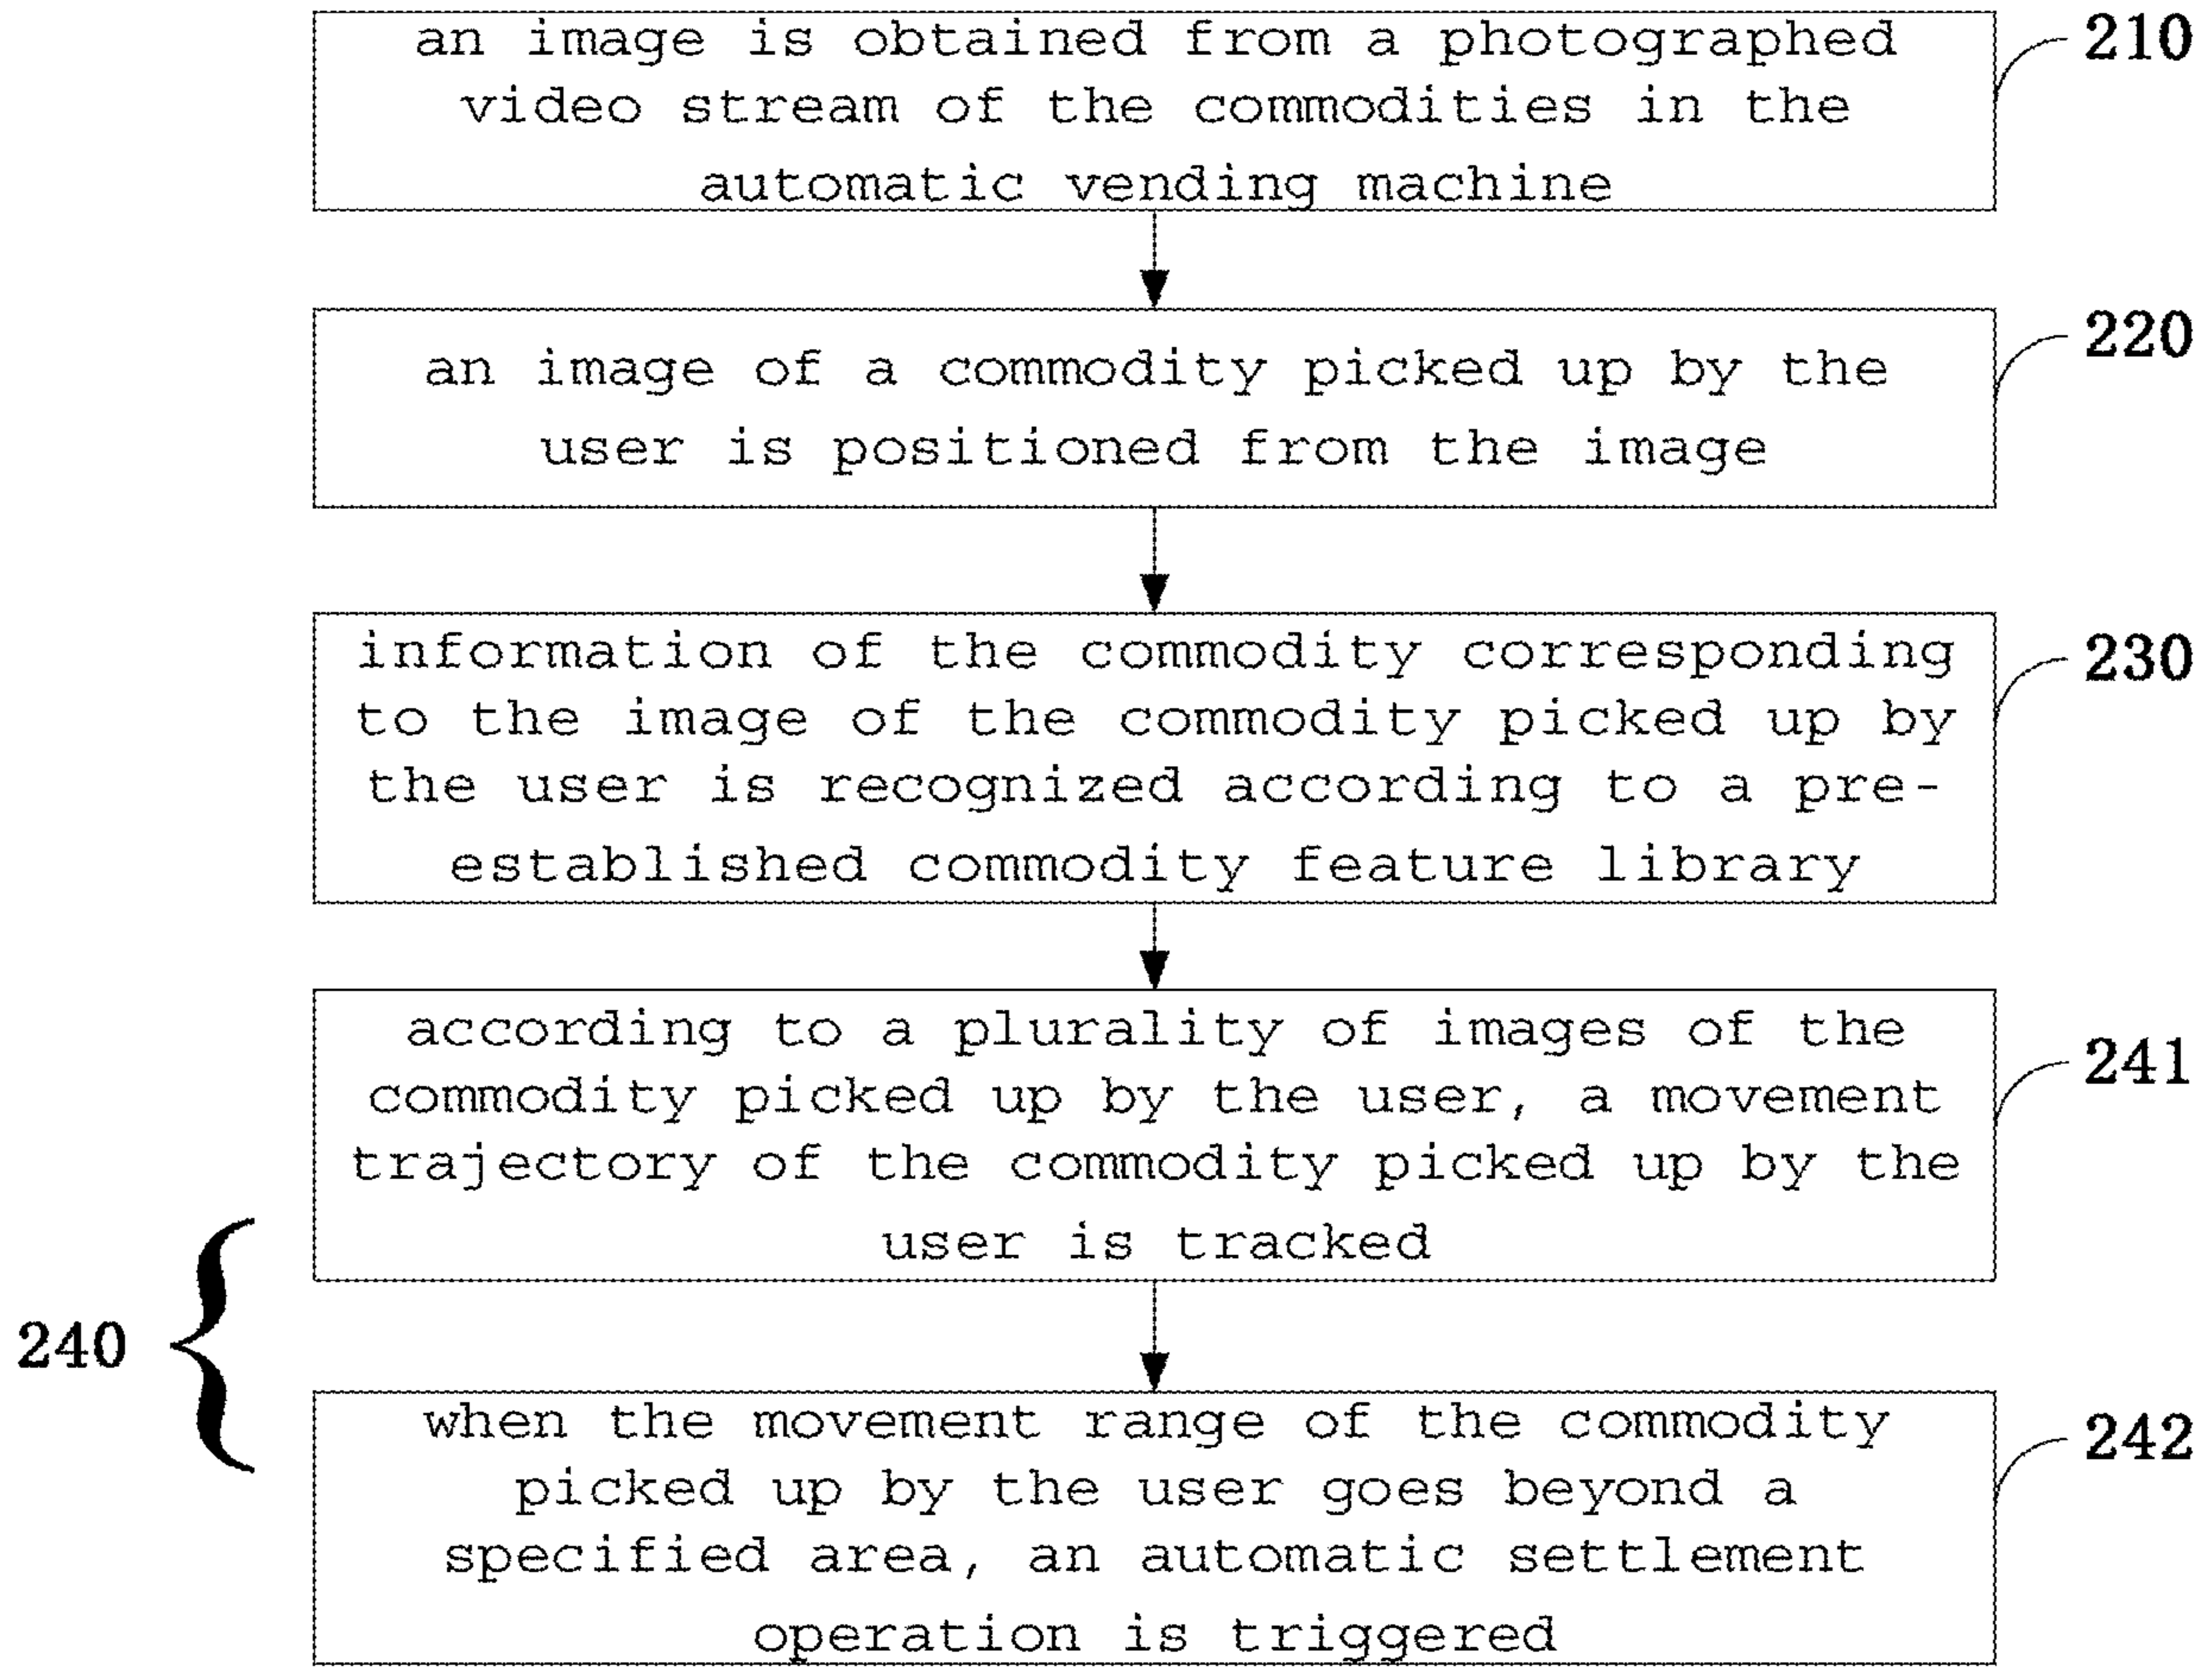 an image is obtained from a photographed
video stream of the commodities in the
automatic vending machine
210
an image of a commodity picked up by the
user is positioned from the image
220
information of the commodity corresponding
to the image of the commodity picked up by
the user is recognized according to a pre-
established commodity feature library
230
according to a plurality of images of the
commodity picked up by the user, a movement
trajectory of the commodity picked up by the
user is tracked
241
240
when the movement range of the commodity
picked up by the user goes beyond a
specified area, an automatic settlement
operation is triggered
242